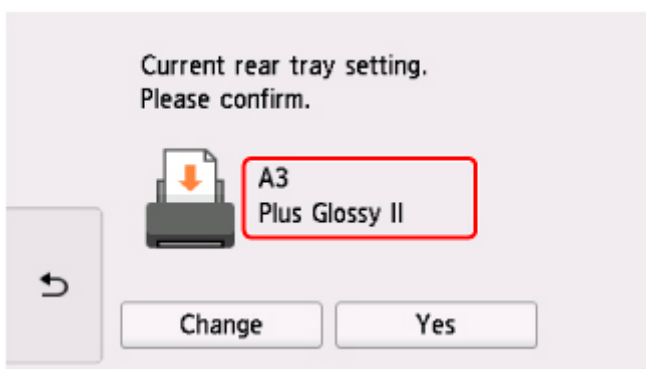 Current rear tray setting.
Please confirm.
A3
Plus Glossy II
Change
Yes